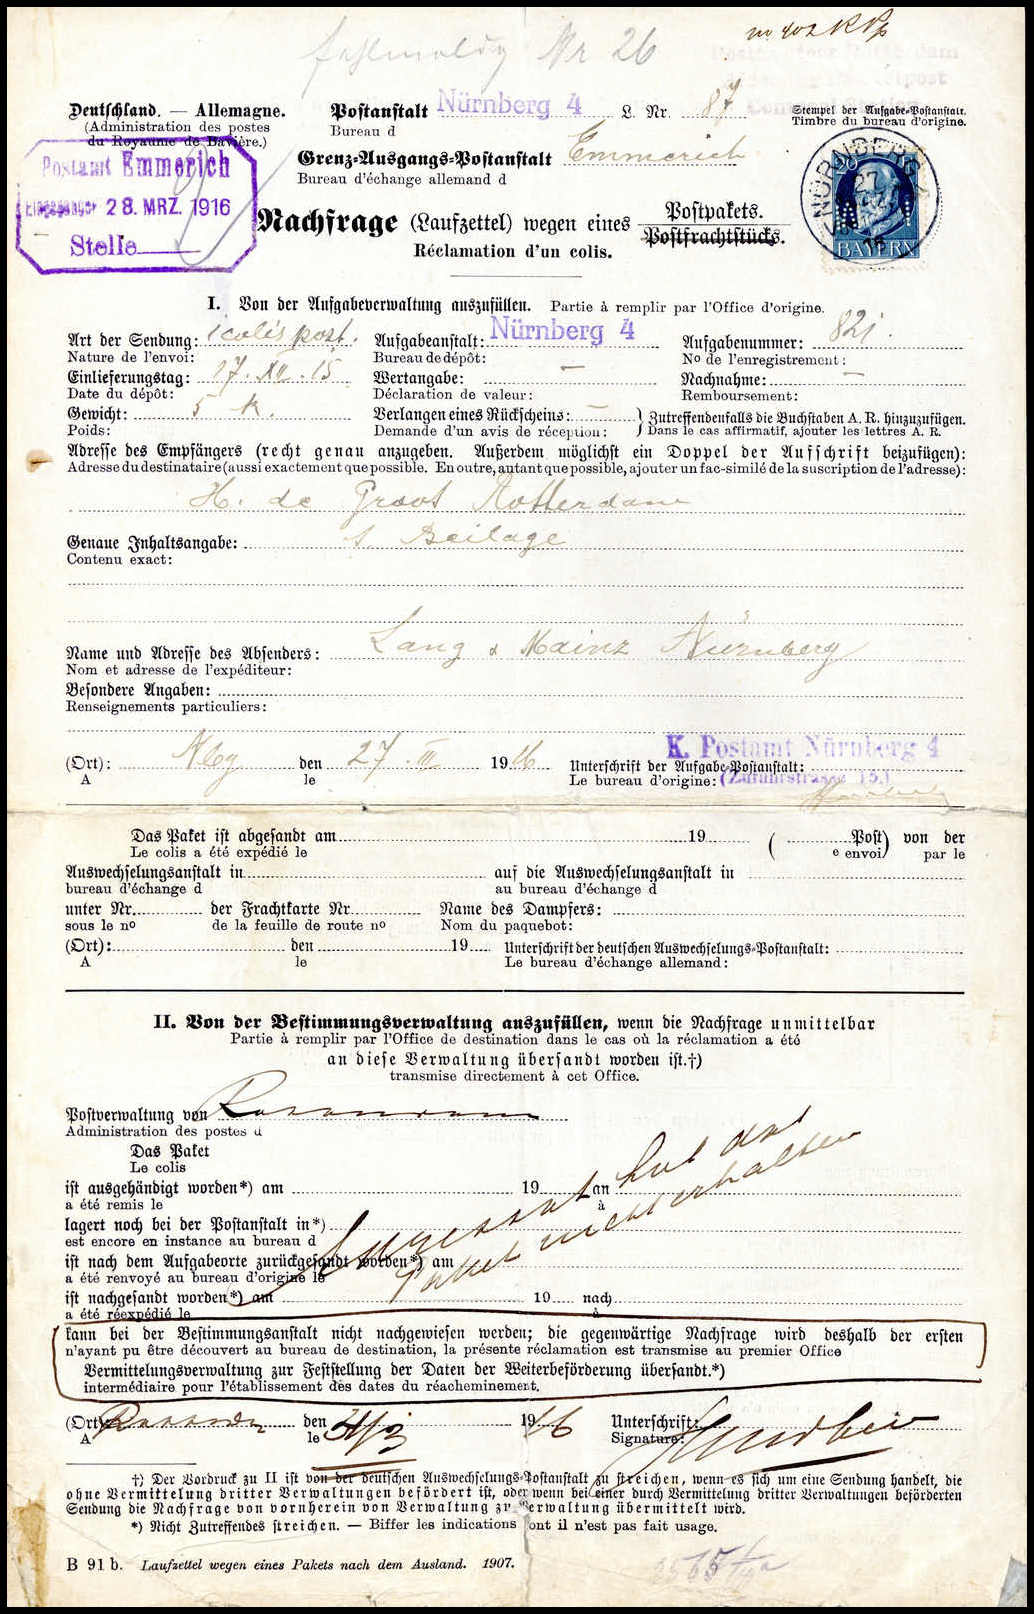 Fehlmeldg Nr 26
Deutschland. — Allemagne.
(Administration des postes
du Royaume de Bavière.)
Postanstalt Nürnberg 4 L. Nr. 87
Bureau d
Grenz-Ausgangs-Postanstalt Emmerich
Bureau d'échange allemand d
Stempel der Aufgabe-Postanstalt.
Timbre du bureau d'origine.
Postamt Emmerich
Eingegangen 28. MRZ. 1916
Stelle
NÜRNBERG
27
BAYERN
Nachfrage (Laufzettel) wegen eines Postpakets.
Postfrachtstücks.
Réclamation d'un colis.
I. Von der Aufgabeverwaltung auszufüllen. Partie à remplir par l'Office d'origine.
Art der Sendung: 1 colis post. Aufgabeanstalt: Nürnberg 4 Aufgabenummer: 821
Nature de l'envoi: Bureau de dépôt: No de l'enregistrement:
Einlieferungstag: 17. XII. 15 Wertangabe: — Nachnahme: —
Date du dépôt: Déclaration de valeur: Remboursement:
Gewicht: 5 K. Verlangen eines Rückscheins: — } Zutreffendenfalls die Buchstaben A. R. hinzuzufügen.
Poids: Demande d'un avis de réception: Dans le cas affirmatif, ajouter les lettres A. R.
Adresse des Empfängers (recht genau anzugeben. Außerdem möglichst ein Doppel der Aufschrift beizufügen):
Adresse du destinataire (aussi exactement que possible. En outre, autant que possible, ajouter un fac-similé de la suscription de l'adresse):
H. de Groot Rotterdam
Genaue Inhaltsangabe: s. Beilage
Contenu exact:
Name und Adresse des Absenders: Lang & Mainz Nürnberg
Nom et adresse de l'expéditeur:
Besondere Angaben:
Renseignements particuliers:
K. Postamt Nürnberg 4
(Zufuhrstrasse 15.)
(Ort): Nbg den 27 III 1916 Unterschrift der Aufgabe-Postanstalt:
A le Le bureau d'origine:
Das Paket ist abgesandt am 19 ( Post) von der
Le colis a été expédié le e envoi par le
Auswechselungsanstalt in auf die Auswechselungsanstalt in
bureau d'échange d au bureau d'échange d
unter Nr. der Frachtkarte Nr. Name des Dampfers:
sous le no de la feuille de route no Nom du paquebot:
(Ort): den 19 Unterschrift der deutschen Auswechselungs-Postanstalt:
A le Le bureau d'échange allemand:
II. Von der Bestimmungsverwaltung auszufüllen, wenn die Nachfrage unmittelbar
Partie à remplir par l'Office de destination dans le cas où la réclamation a été
an diese Verwaltung übersandt worden ist.†)
transmise directement à cet Office.
Postverwaltung von
Administration des postes d
Das Paket
Le colis
ist ausgehändigt worden*) am 19 an
a été remis le à
lagert noch bei der Postanstalt in*)
est encore en instance au bureau d
ist nach dem Aufgabeorte zurückgesandt worden*) am
a été renvoyé au bureau d'origine le
ist nachgesandt worden*) am 19 nach
a été réexpédié le à
Adressat hat das
Paket nicht erhalten
kann bei der Bestimmungsanstalt nicht nachgewiesen werden; die gegenwärtige Nachfrage wird deshalb der ersten
n'ayant pu être découvert au bureau de destination, la présente réclamation est transmise au premier Office
Vermittelungsverwaltung zur Feststellung der Daten der Weiterbeförderung übersandt.*)
intermédiaire pour l'établissement des dates du réacheminement.
(Ort): den 1916 Unterschrift:
A le Signature:
†) Der Vordruck zu II ist von der deutschen Auswechselungs-Postanstalt zu streichen, wenn es sich um eine Sendung handelt, die
ohne Vermittelung dritter Verwaltungen befördert ist, oder wenn bei einer durch Vermittelung dritter Verwaltungen beförderten
Sendung die Nachfrage von vornherein von Verwaltung zu Verwaltung übermittelt wird.
*) Nicht Zutreffendes streichen. — Biffer les indications ont il n'est pas fait usage.
B 91 b. Laufzettel wegen eines Pakets nach dem Ausland. 1907.